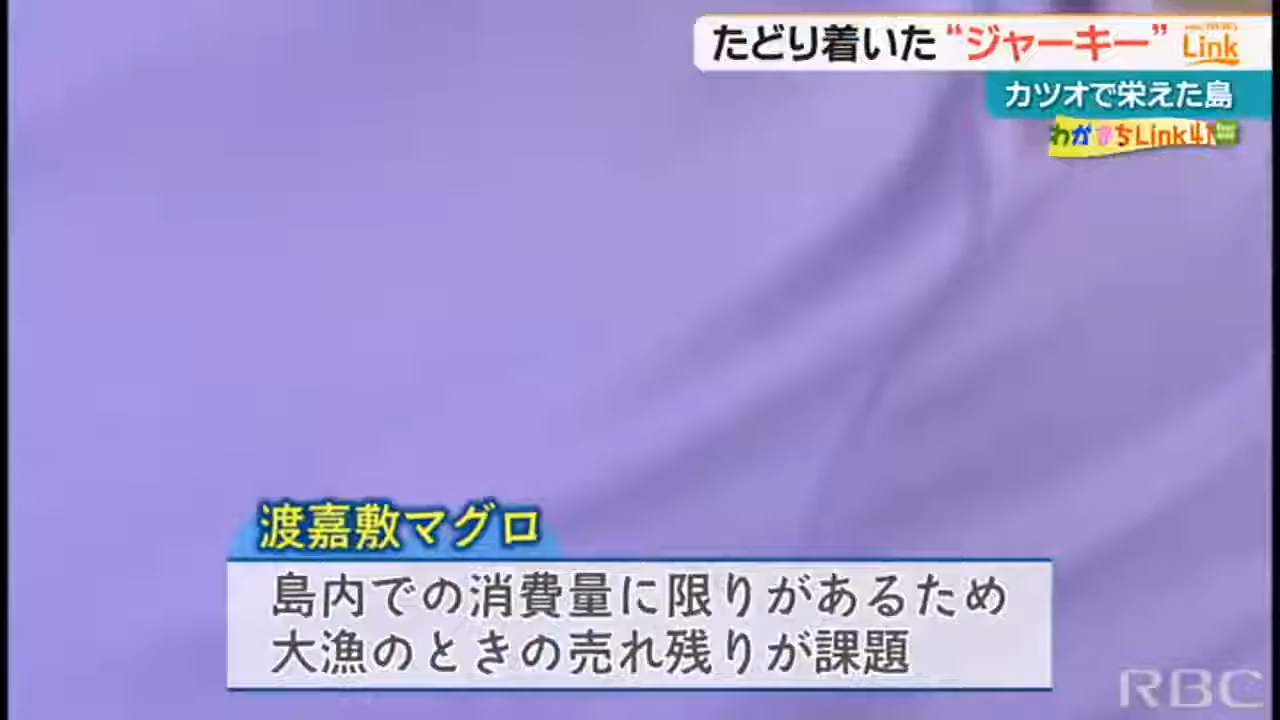 たどり着いた“ジャーキー”
Link
カツオで栄えた島
わがまちLink41
渡嘉敷マグロ
島内での消費量に限りがあるため
大漁のときの売れ残りが課題
RBC